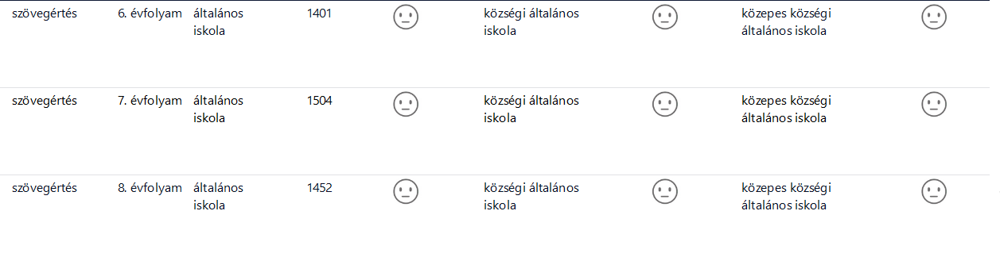 szövegértés 6. évfolyam általános 1401 községi általános közepes községi
iskola iskola általános iskola
szövegértés 7. évfolyam általános 1504 községi általános közepes községi
iskola iskola általános iskola
szövegértés 8. évfolyam általános 1452 községi általános közepes községi
iskola iskola általános iskola